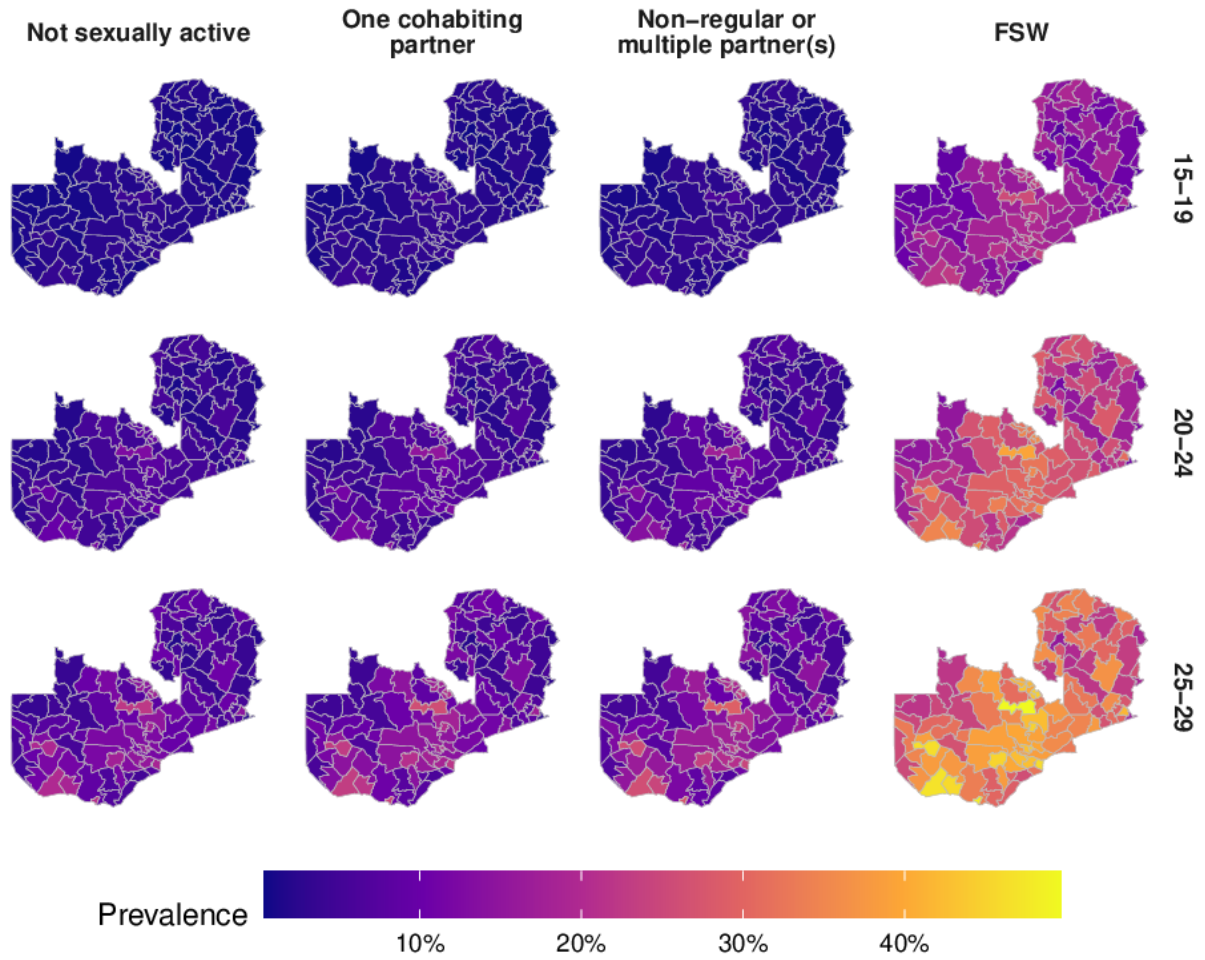 Not sexually active
One cohabiting
partner
Non−regular or
multiple partner(s)
FSW
15−19
20−24
25−29
Prevalence
10%
20%
30%
40%